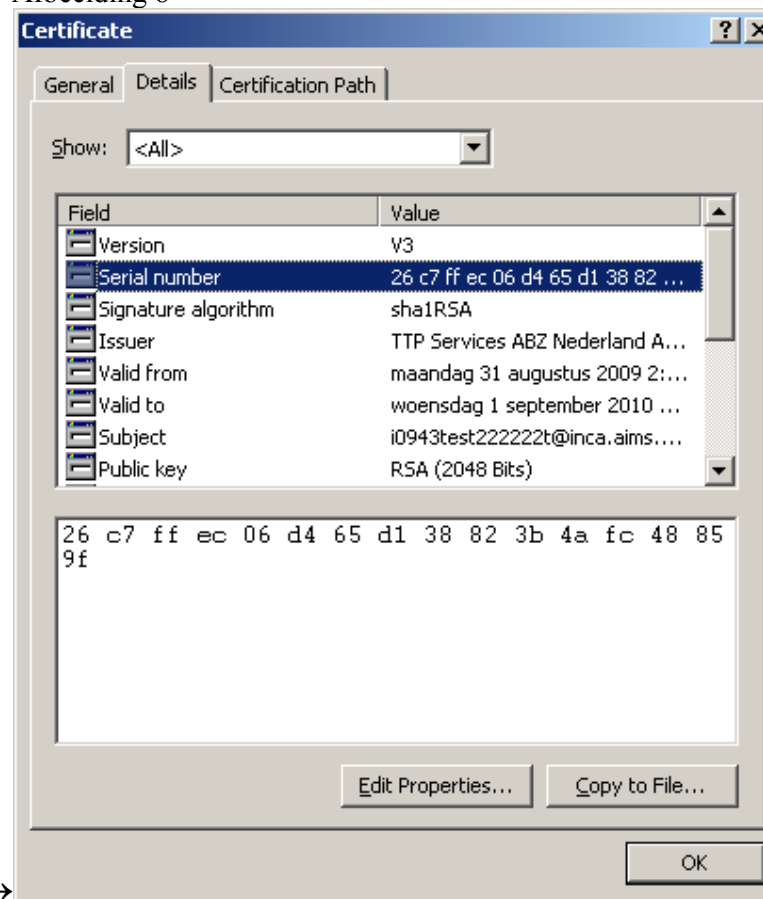 Afbeelding 8
Certificate
General Details Certification Path
Show: <All>
Field Value
Version V3
Serial number 26 c7 ff ec 06 d4 65 d1 38 82 ...
Signature algorithm sha1RSA
Issuer TTP Services ABZ Nederland A...
Valid from maandag 31 augustus 2009 2:...
Valid to woensdag 1 september 2010 ...
Subject i0943test222222t@inca.aims....
Public key RSA (2048 Bits)
26 c7 ff ec 06 d4 65 d1 38 82 3b 4a fc 48 85
9f
Edit Properties... Copy to File...
OK